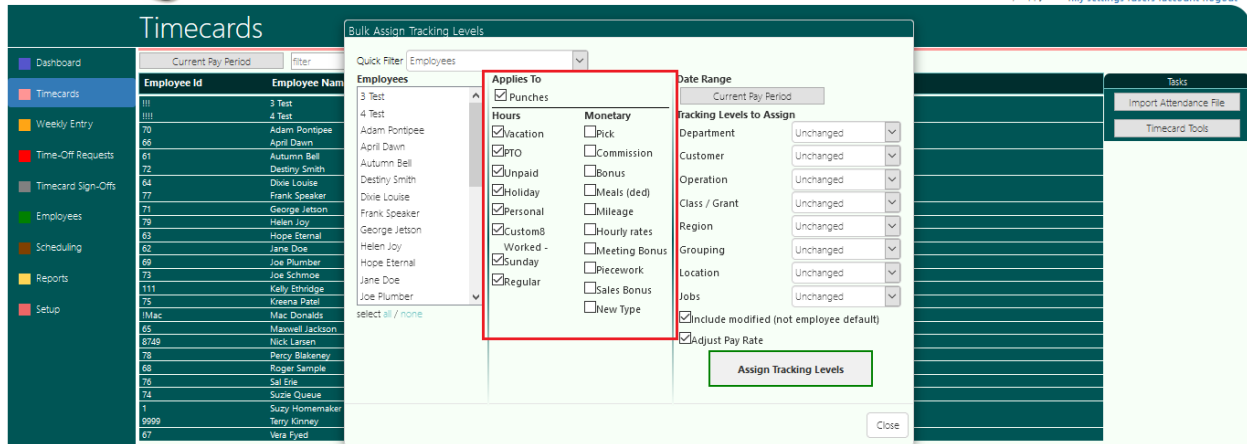 Timecards
Dashboard
Timecards
Weekly Entry
Time-Off Requests
Timecard Sign-Offs
Employees
Scheduling
Reports
Setup
Current Pay Period
filter
Employee Id Employee Nam
!!! 3 Test
!!!! 4 Test
70 Adam Pontipee
66 April Dawn
61 Autumn Bell
72 Destiny Smith
64 Dixie Louise
77 Frank Speaker
71 George Jetson
79 Helen Joy
63 Hope Eternal
62 Jane Doe
69 Joe Plumber
73 Joe Schmoe
111 Kelly Ethridge
75 Kreena Patel
!Mac Mac Donalds
65 Maxwell Jackson
8749 Nick Larsen
78 Percy Blakeney
68 Roger Sample
76 Sal Erie
74 Suzie Queue
1 Suzy Homemaker
9999 Terry Kinney
67 Vera Fyed
Bulk Assign Tracking Levels
Quick Filter Employees
Employees
3 Test
4 Test
Adam Pontipee
April Dawn
Autumn Bell
Destiny Smith
Dixie Louise
Frank Speaker
George Jetson
Helen Joy
Hope Eternal
Jane Doe
Joe Plumber
select all / none
Applies To
Punches
Hours
Vacation
PTO
Unpaid
Holiday
Personal
Custom8
Worked -
Sunday
Regular
Monetary
Pick
Commission
Bonus
Meals (ded)
Mileage
Hourly rates
Meeting Bonus
Piecework
Sales Bonus
New Type
Date Range
Current Pay Period
Tracking Levels to Assign
Department Unchanged
Customer Unchanged
Operation Unchanged
Class / Grant Unchanged
Region Unchanged
Grouping Unchanged
Location Unchanged
Jobs Unchanged
Include modified (not employee default)
Adjust Pay Rate
Assign Tracking Levels
Close
Tasks
Import Attendance File
Timecard Tools